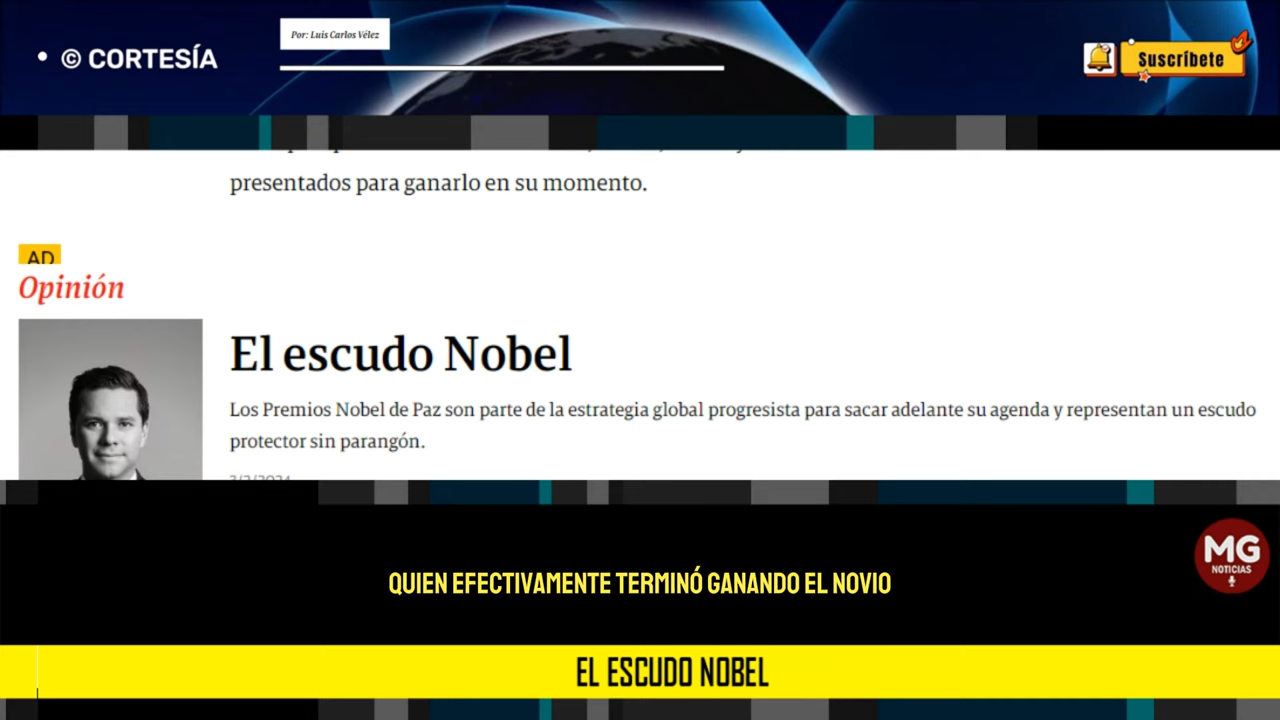 © CORTESÍA
Por: Luis Carlos Vélez
Suscríbete
presentados para ganarlo en su momento.
AD
Opinión
El escudo Nobel
Los Premios Nobel de Paz son parte de la estrategia global progresista para sacar adelante su agenda y representan un escudo
protector sin parangón.
MG
NOTICIAS
QUIEN EFECTIVAMENTE TERMINÓ GANANDO EL NOVIO
EL ESCUDO NOBEL